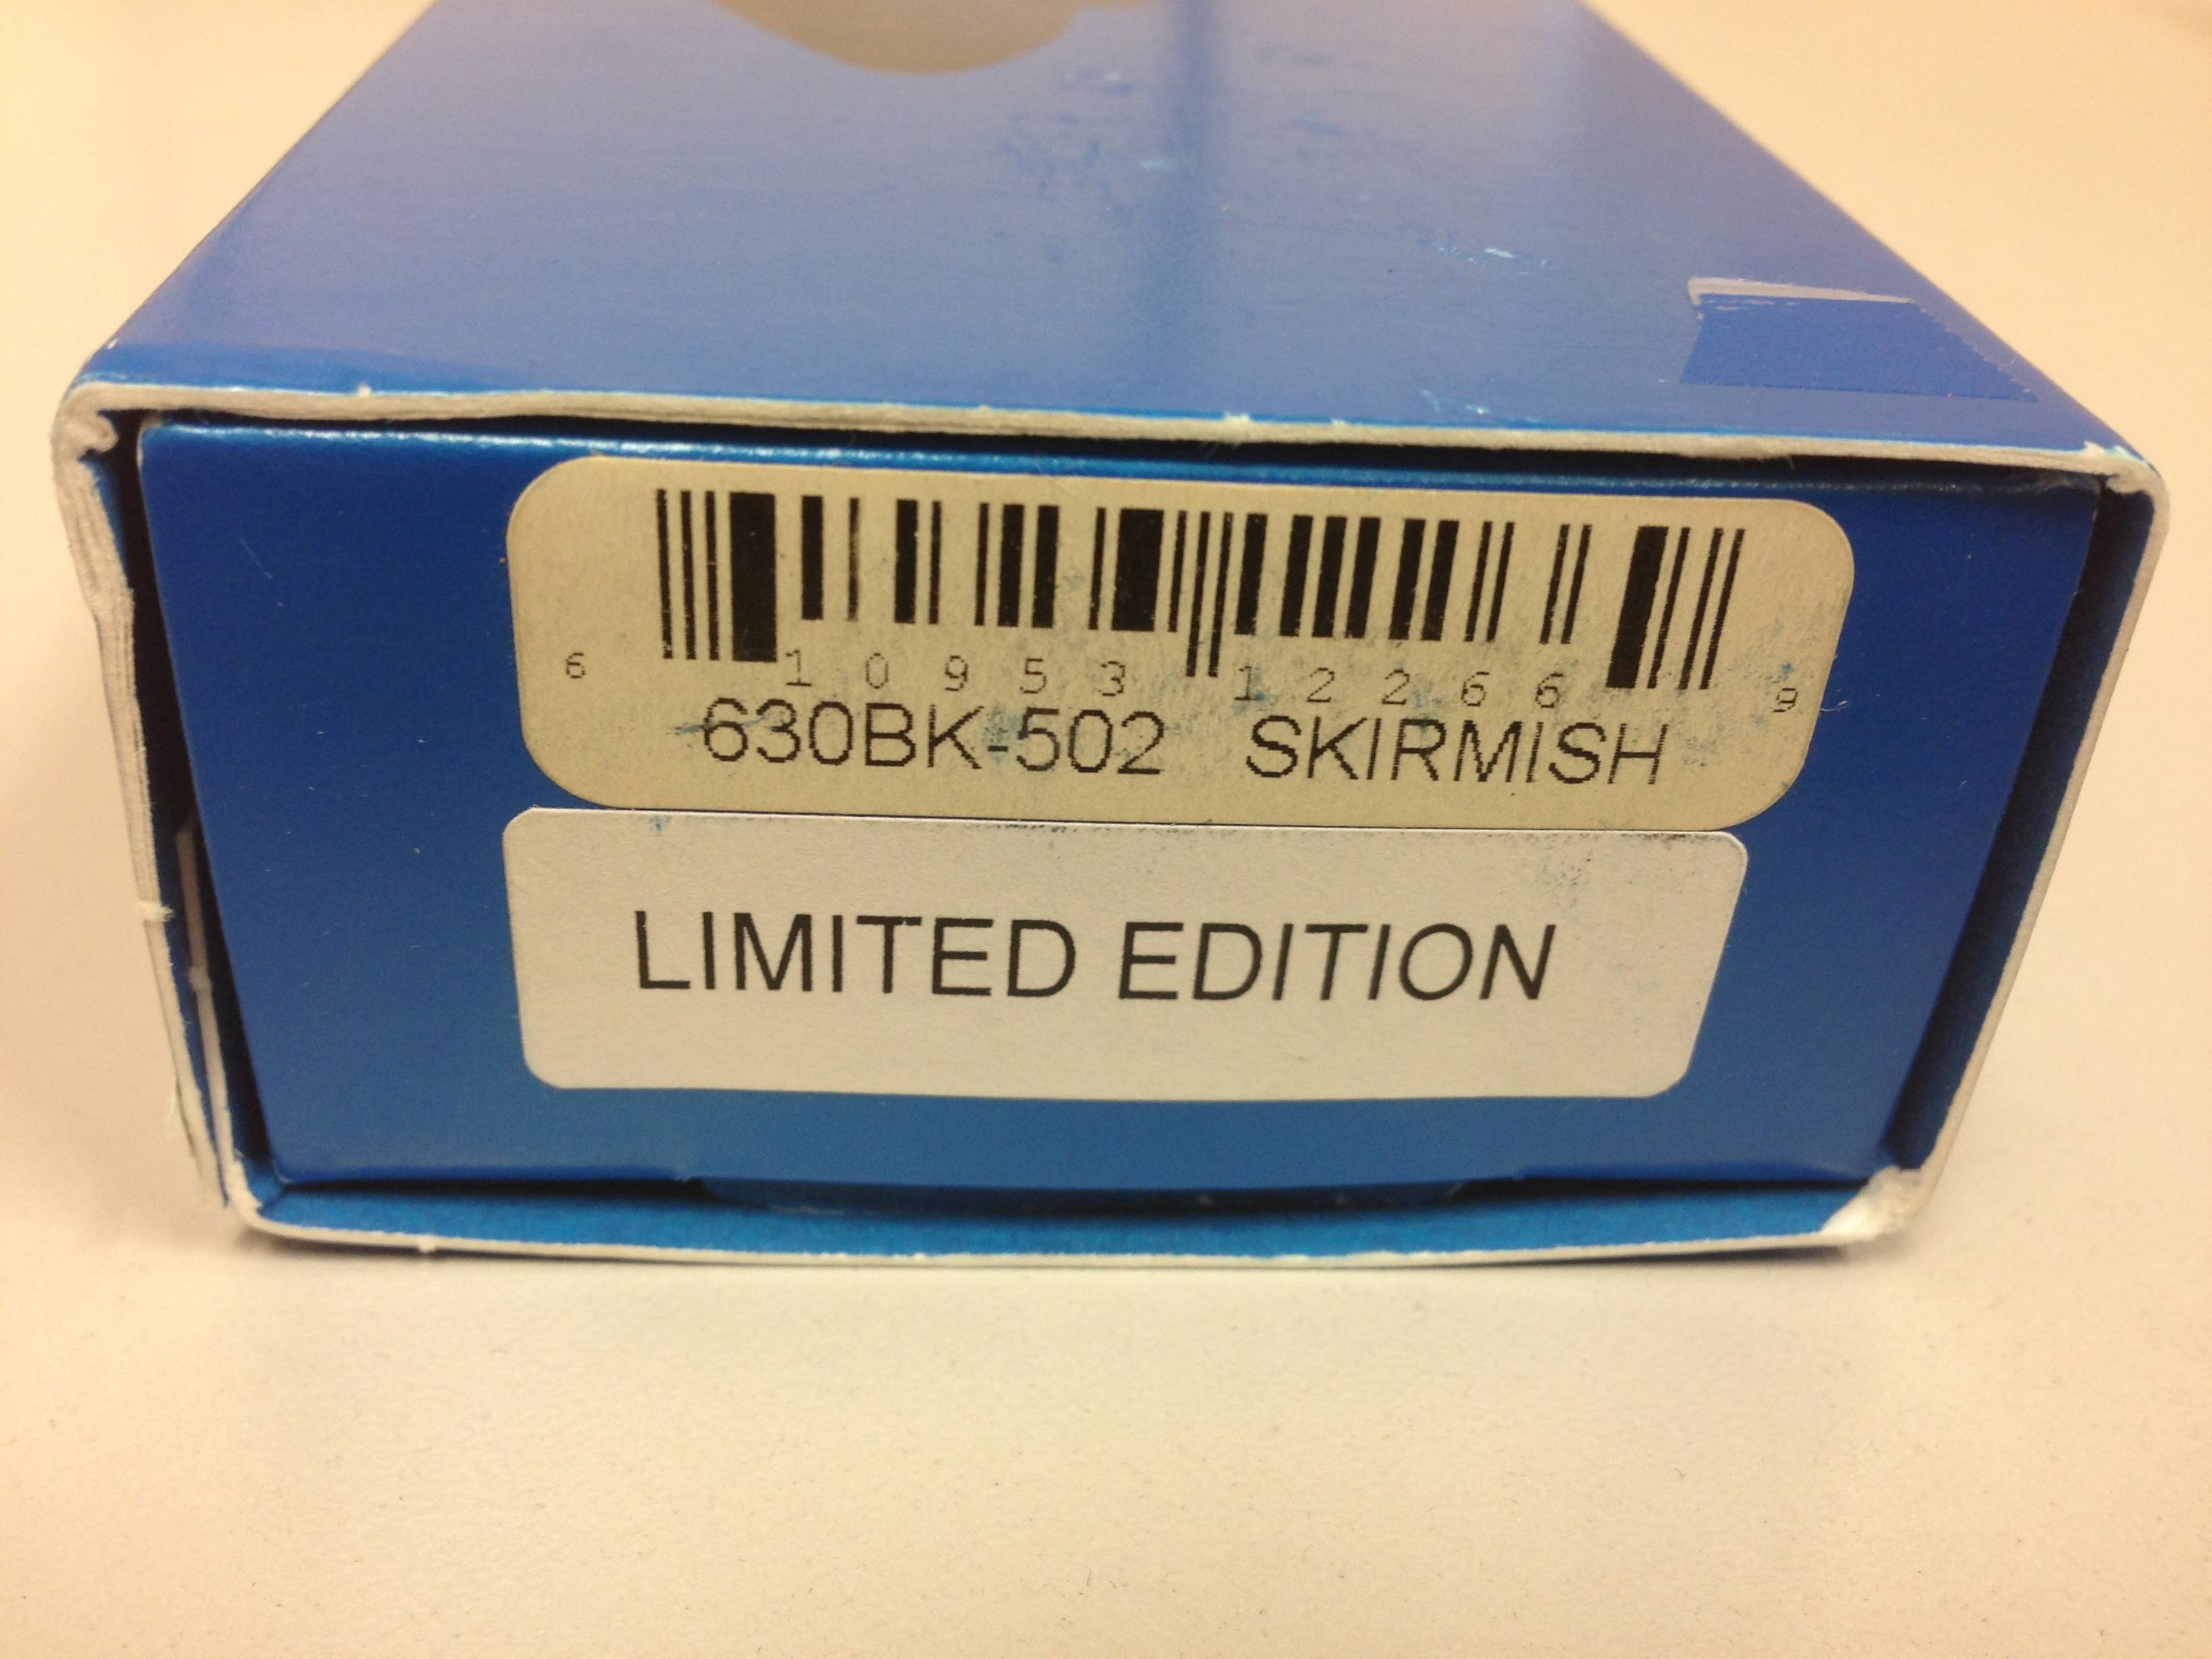 6 10953 12266 9
630BK-502 SKIRMISH
LIMITED EDITION